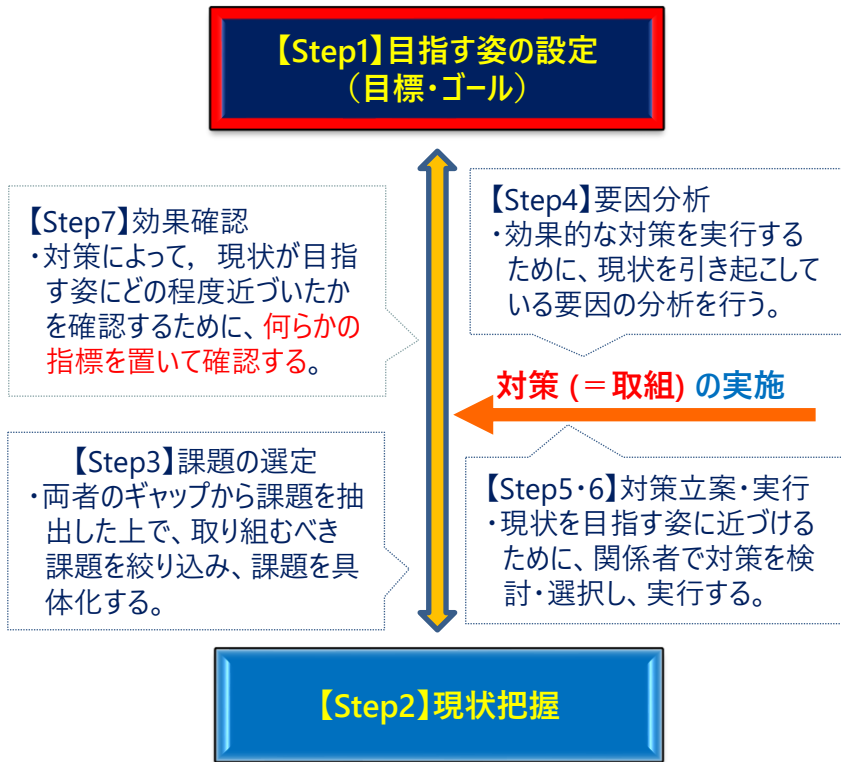 【Step1】目指す姿の設定
（目標・ゴール）
【Step7】効果確認
・対策によって， 現状が目指
す姿にどの程度近づいたか
を確認するために、何らかの
指標を置いて確認する。
【Step4】要因分析
・効果的な対策を実行する
ために、現状を引き起こして
いる要因の分析を行う。
対策 (＝取組) の実施
【Step3】課題の選定
・両者のギャップから課題を抽
出した上で、取り組むべき
課題を絞り込み、課題を具
体化する。
【Step5・6】対策立案・実行
・現状を目指す姿に近づける
ために、関係者で対策を検
討・選択し、実行する。
【Step2】現状把握